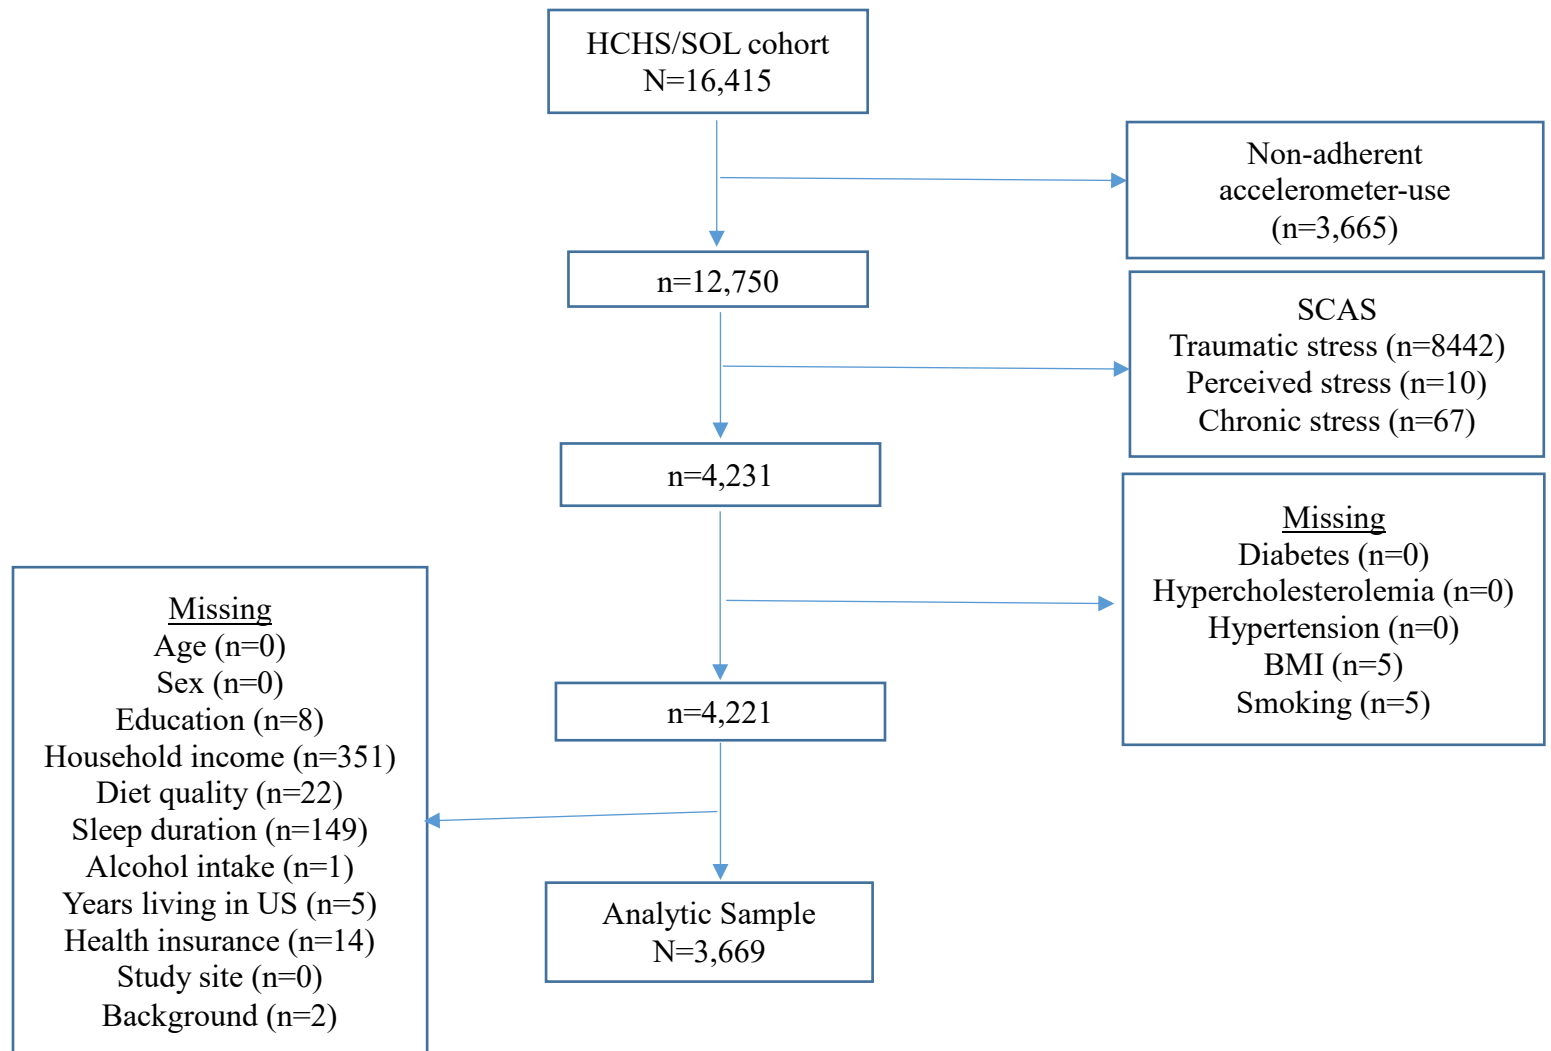 HCHS/SOL cohort
N=16,415
Non-adherent
accelerometer-use
(n=3,665)
n=12,750
SCAS
Traumatic stress (n=8442)
Perceived stress (n=10)
Chronic stress (n=67)
n=4,231
Missing
Diabetes (n=0)
Hypercholesterolemia (n=0)
Hypertension (n=0)
BMI (n=5)
Smoking (n=5)
n=4,221
Missing
Age (n=0)
Sex (n=0)
Education (n=8)
Household income (n=351)
Diet quality (n=22)
Sleep duration (n=149)
Alcohol intake (n=1)
Years living in US (n=5)
Health insurance (n=14)
Study site (n=0)
Background (n=2)
Analytic Sample
N=3,669